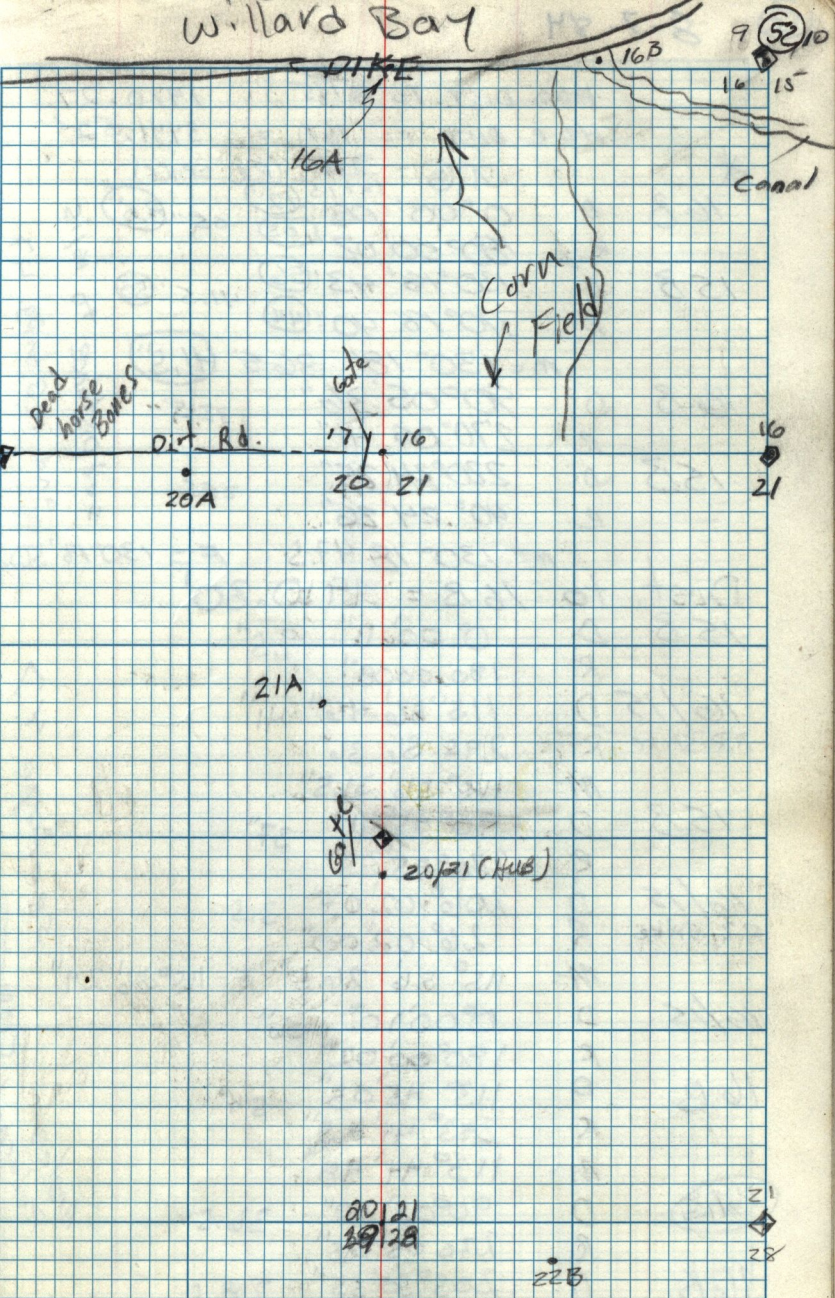 Willard Bay
9 52 10
DIKE
16B
16 15
16A
Canal
Corn
Field
Gate
Dead
horse
Bones
Dirt Rd.
17 16
16
20 21
21
20A
21A
Gate
20/21 (HUB)
20 21
21
29 28
28
22B